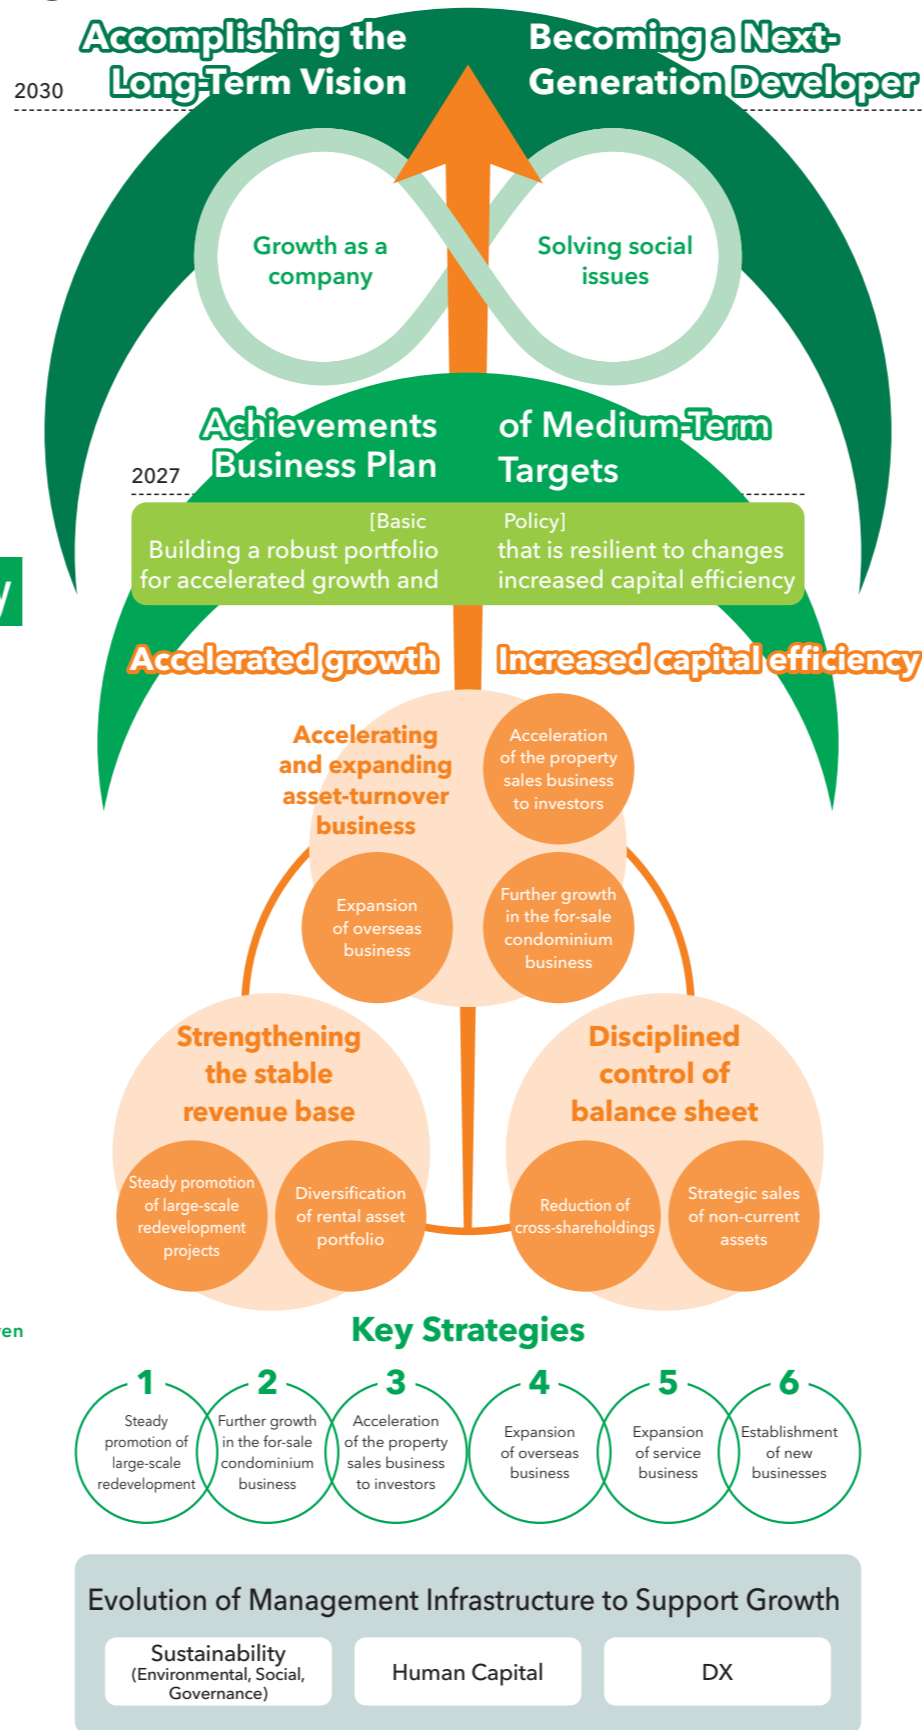 Accomplishing the
Long-Term Vision
Becoming a Next-
Generation Developer
2030
Growth as a
company
Solving social
issues
Achievements of Medium-Term
Business Plan Targets
2027
[Basic Policy]
Building a robust portfolio that is resilient to changes
for accelerated growth and increased capital efficiency
y
Accelerated growth
Increased capital efficiency
Accelerating
and expanding
asset-turnover
business
Acceleration
of the property
sales business
to investors
Expansion
of overseas
business
Further growth
in the for-sale
condominium
business
Strengthening
the stable
revenue base
Steady promotion
of large-scale
redevelopment
projects
Diversification
of rental asset
portfolio
Disciplined
control of
balance sheet
Reduction of
cross-shareholdings
Strategic sales
of non-current
assets
en
Key Strategies
1
Steady
promotion of
large-scale
redevelopment
2
Further growth
in the for-sale
condominium
business
3
Acceleration
of the property
sales business
to investors
4
Expansion
of overseas
business
5
Expansion
of service
business
6
Establishment
of new
businesses
Evolution of Management Infrastructure to Support Growth
Sustainability
(Environmental, Social,
Governance)
Human Capital
DX